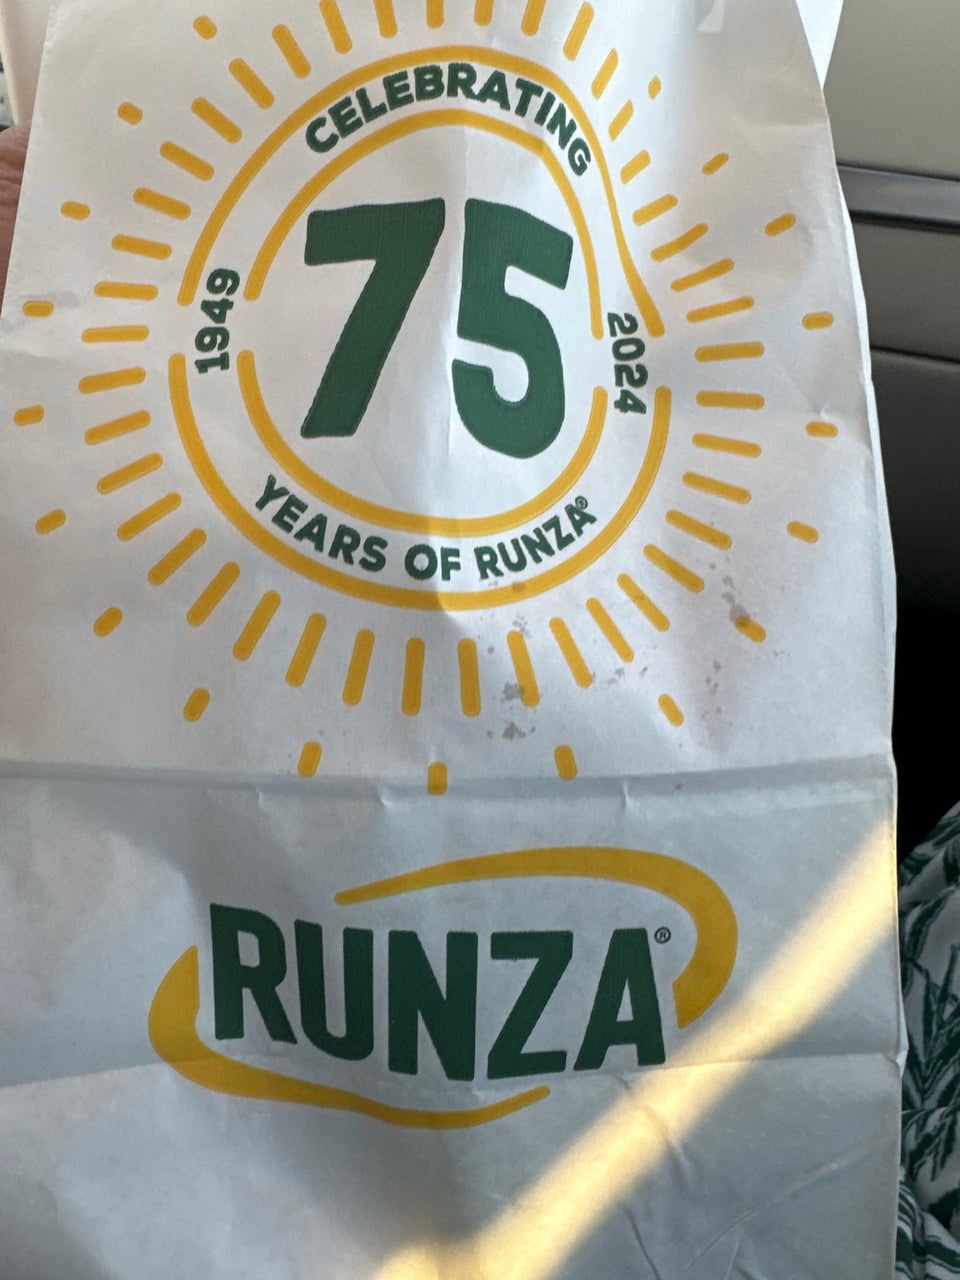 CELEBRATING
75
1949
2024
YEARS OF RUNZA®
RUNZA®